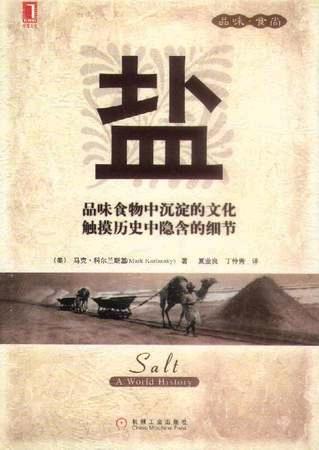 品味·食尚
盐
品味食物中沉淀的文化
触摸历史中隐含的细节
(美) 马克·科尔兰斯基(Mark Kurlansky) 著 夏业良 丁伶青 译
Salt
A World History
机械工业出版社
China Machine Press